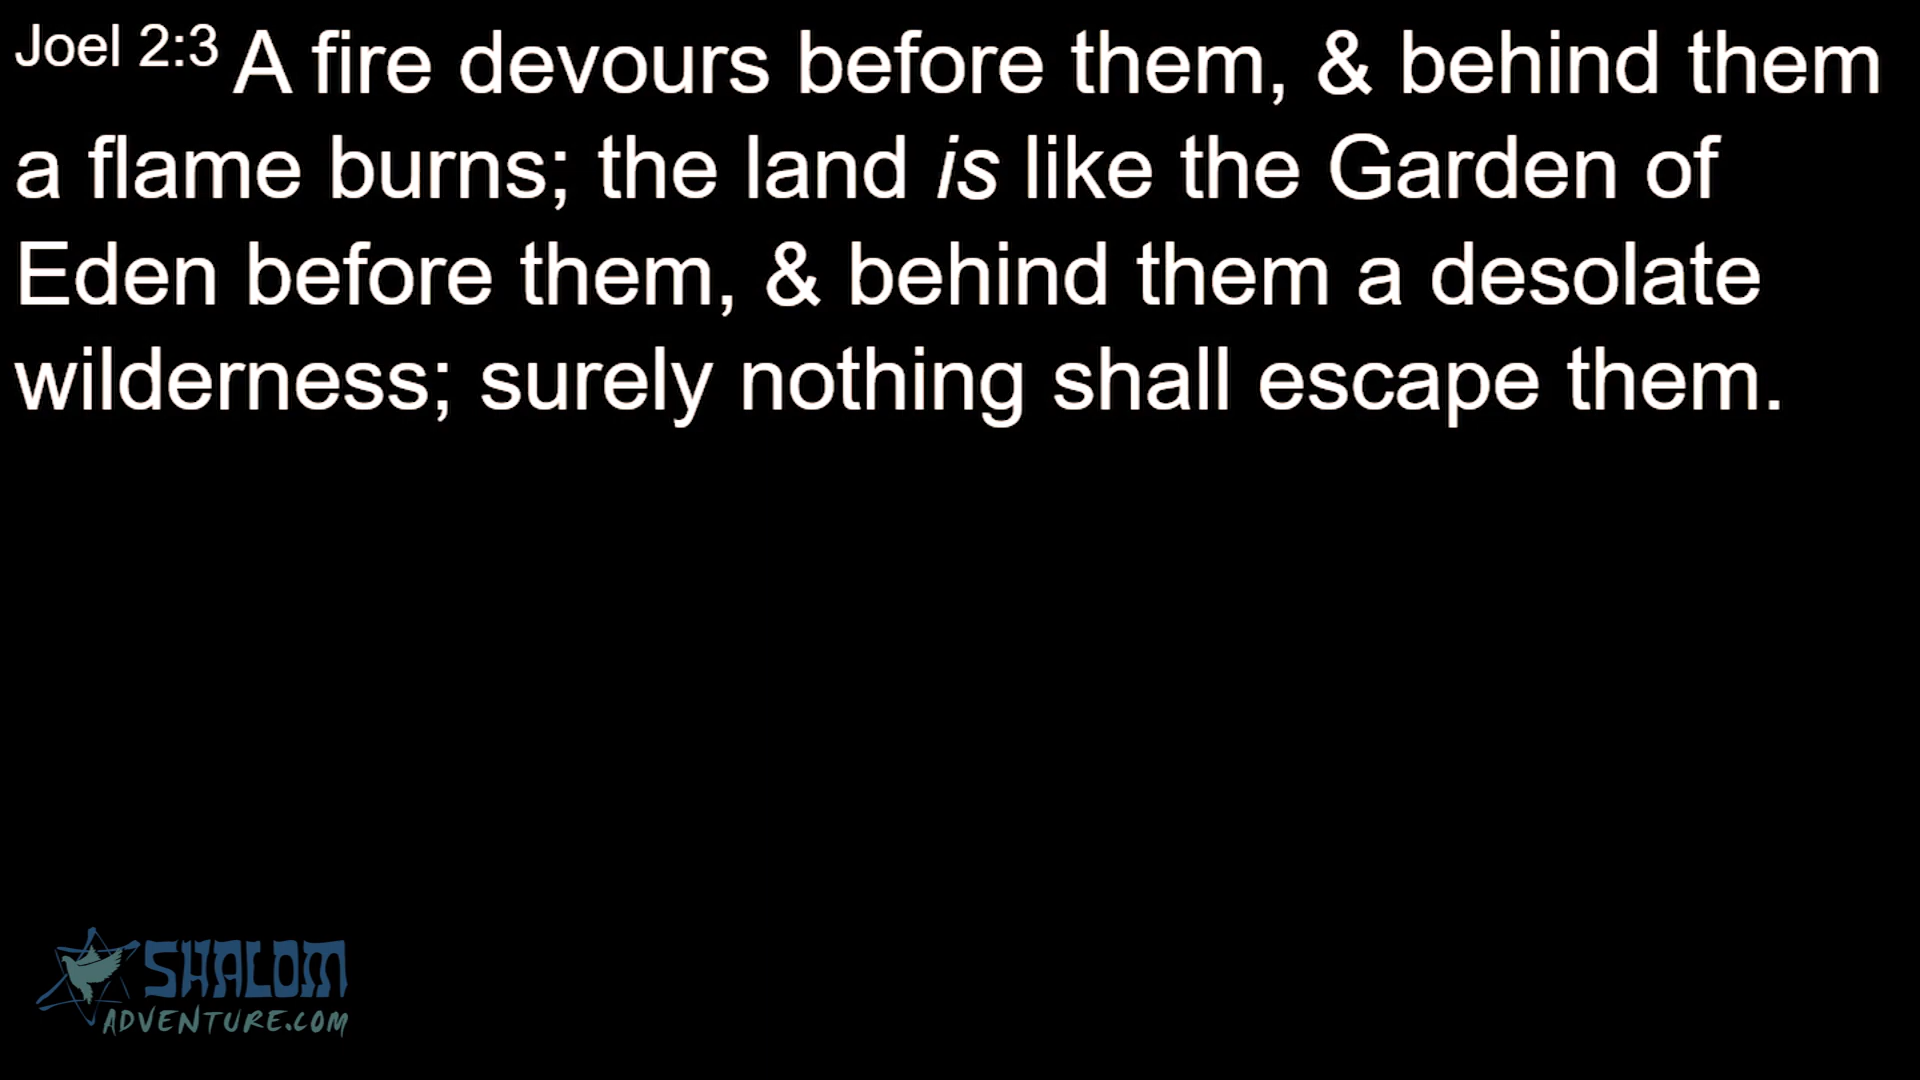 Joel 2:3 A fire devours before them, & behind them
a flame burns; the land is like the Garden of
Eden before them, & behind them a desolate
wilderness; surely nothing shall escape them.
SHALOM
ADVENTURE.COM